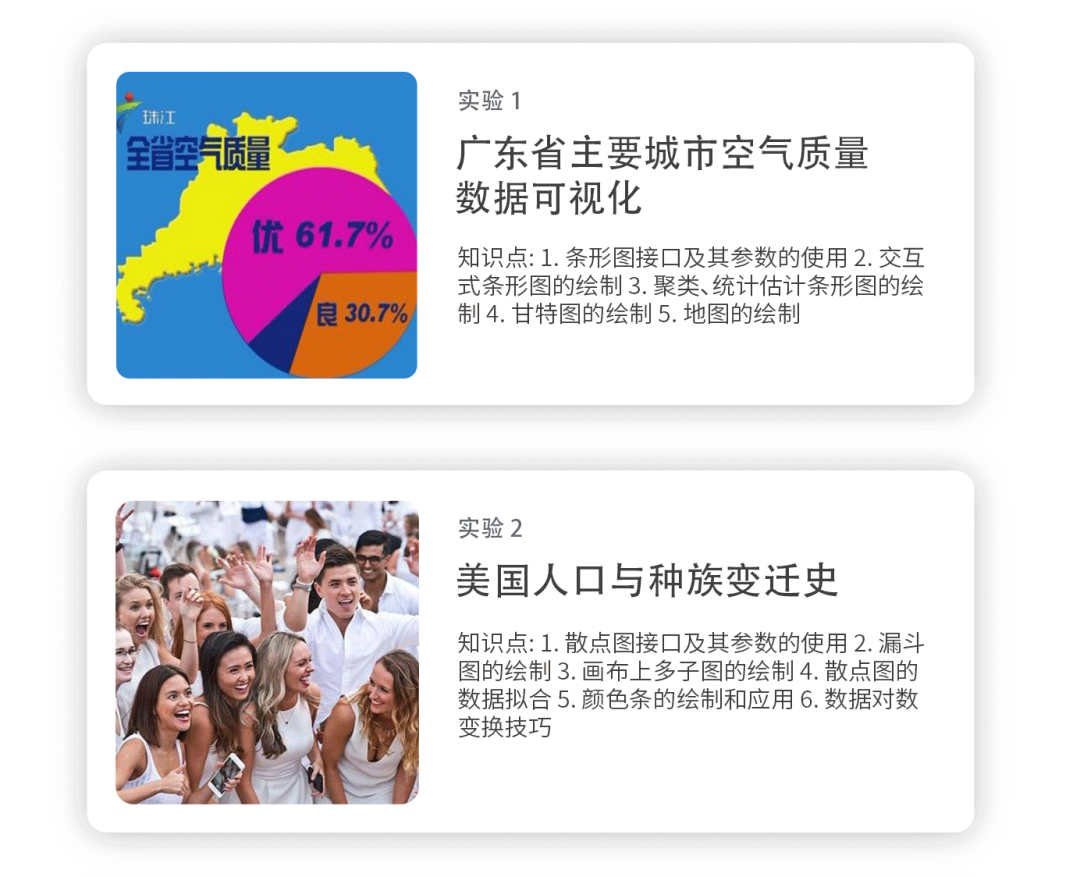 珠江
全省空气质量
优 61.7%
良 30.7%
实验 1
广东省主要城市空气质量
数据可视化
知识点: 1. 条形图接口及其参数的使用 2. 交互
式条形图的绘制 3. 聚类、统计估计条形图的绘
制 4. 甘特图的绘制 5. 地图的绘制
实验 2
美国人口与种族变迁史
知识点: 1. 散点图接口及其参数的使用 2. 漏斗
图的绘制 3. 画布上多子图的绘制 4. 散点图的
数据拟合 5. 颜色条的绘制和应用 6. 数据对数
变换技巧